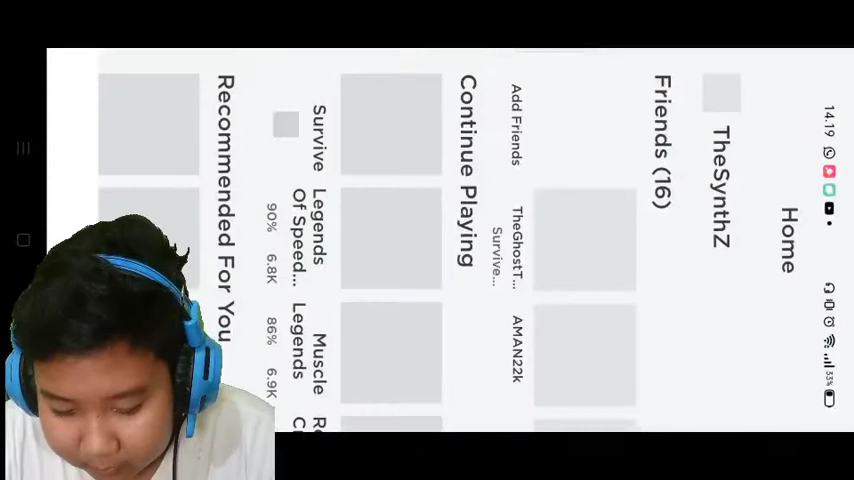 14.19
33%
Home
TheSynthZ
Friends (16)
Add Friends
TheGhostT...
Survive...
AMAN22k
Continue Playing
Survive
Legends
Of Speed...
90% 6.8K
Muscle
Legends
86% 6.9K
Recommended For You